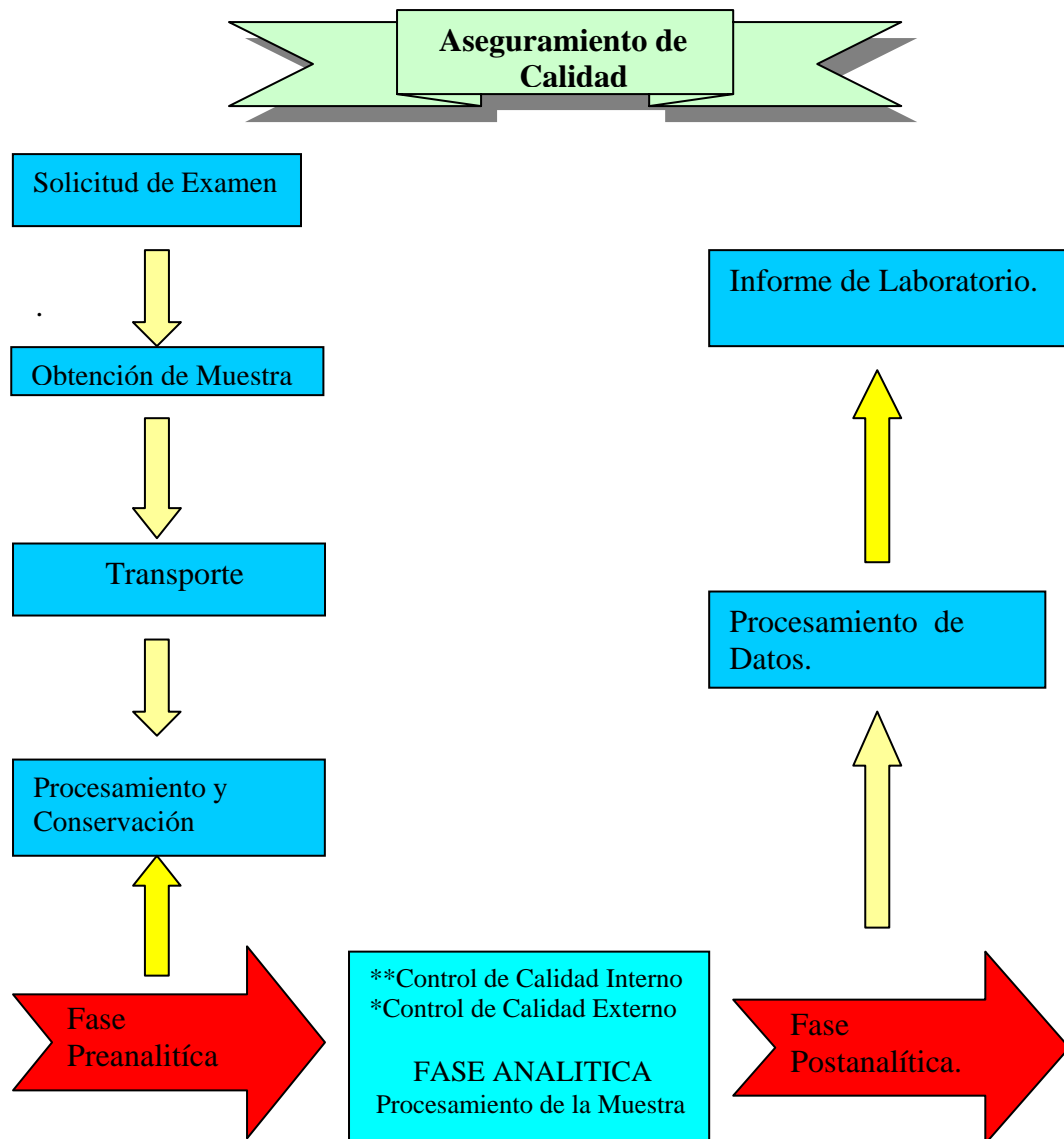 Aseguramiento de
Calidad
Solicitud de Examen
.
Obtención de Muestra
Transporte
Procesamiento y
Conservación
Fase
Preanalitíca
**Control de Calidad Interno
*Control de Calidad Externo
FASE ANALITICA
Procesamiento de la Muestra
Fase
Postanalítica.
Procesamiento de
Datos.
Informe de Laboratorio.